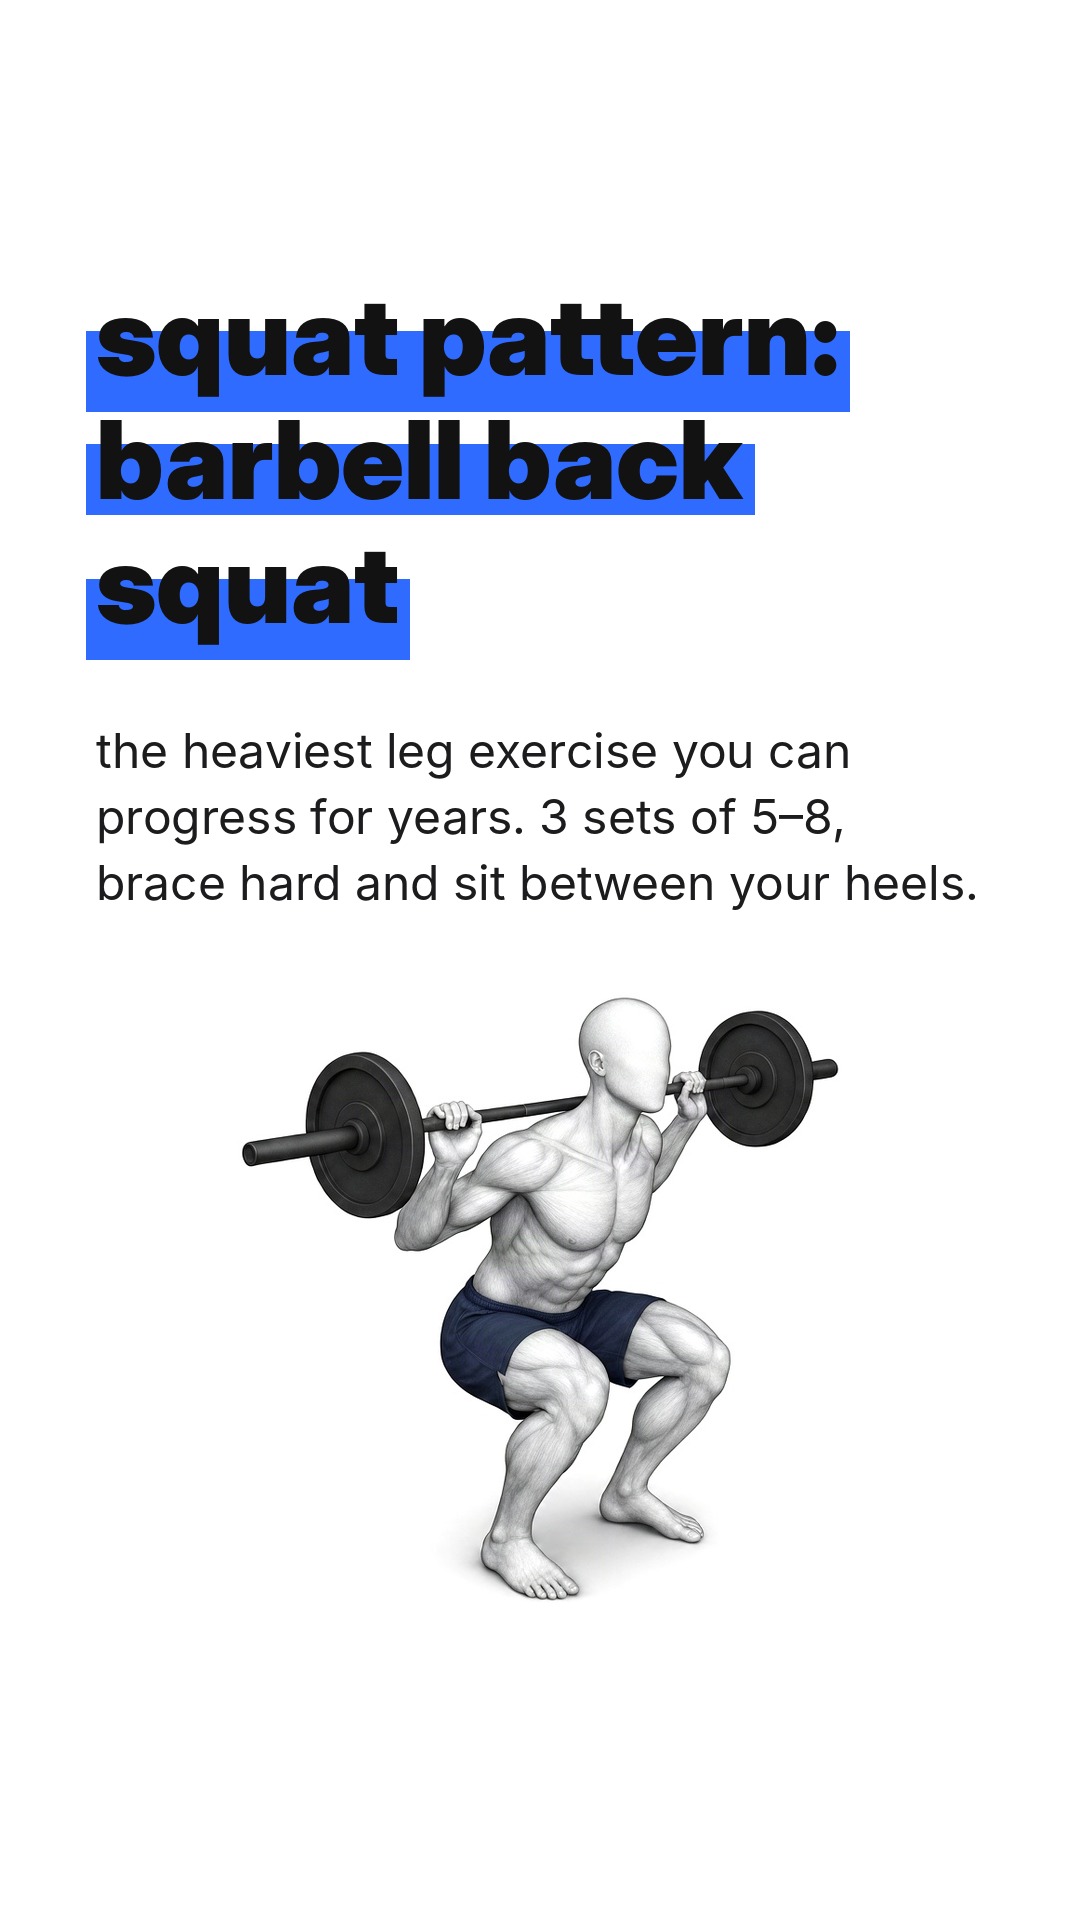 squat pattern:
barbell back
squat
the heaviest leg exercise you can
progress for years. 3 sets of 5–8,
brace hard and sit between your heels.